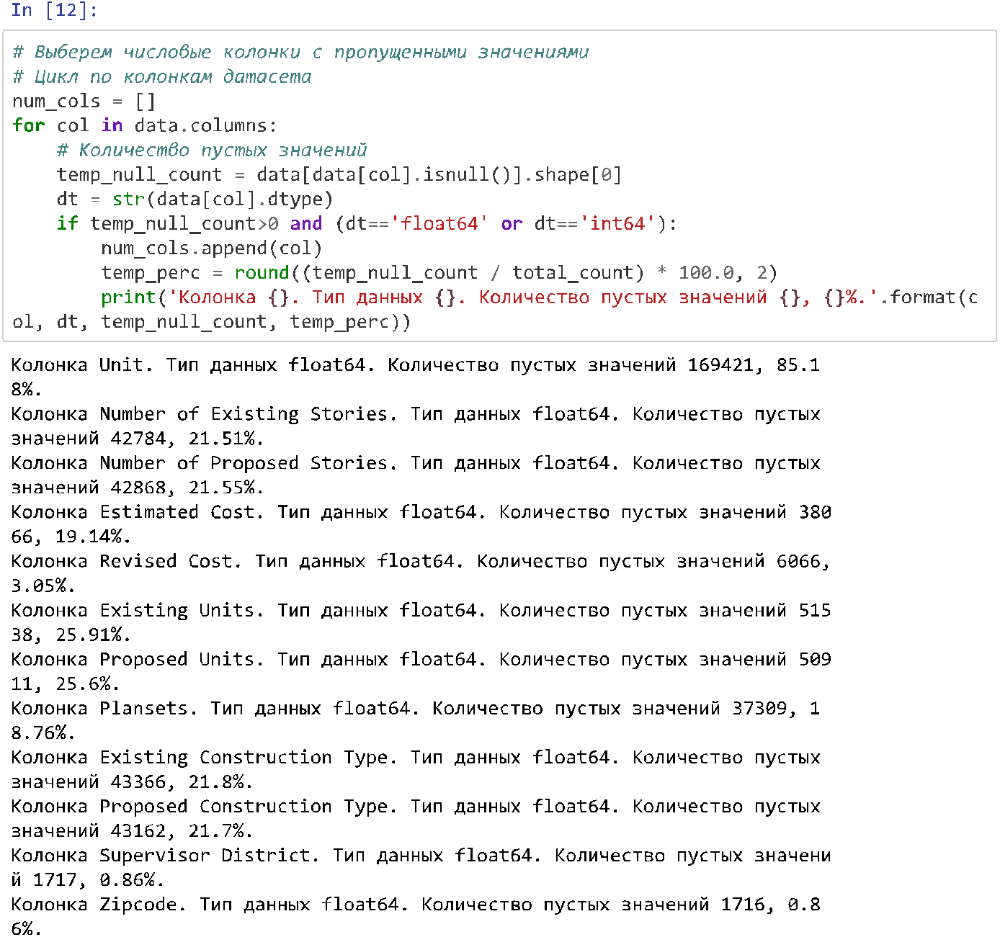 In [12]:
# Выберем числовые колонки с пропущенными значениями
# Цикл по колонкам датасета
num_cols = []
for col in data.columns:
    # Количество пустых значений
    temp_null_count = data[data[col].isnull()].shape[0]
    dt = str(data[col].dtype)
    if temp_null_count>0 and (dt=='float64' or dt=='int64'):
        num_cols.append(col)
        temp_perc = round((temp_null_count / total_count) * 100.0, 2)
        print('Колонка {}. Тип данных {}. Количество пустых значений {}, {}%.'.format(c
ol, dt, temp_null_count, temp_perc))
Колонка Unit. Тип данных float64. Количество пустых значений 169421, 85.1
8%.
Колонка Number of Existing Stories. Тип данных float64. Количество пустых
значений 42784, 21.51%.
Колонка Number of Proposed Stories. Тип данных float64. Количество пустых
значений 42868, 21.55%.
Колонка Estimated Cost. Тип данных float64. Количество пустых значений 380
66, 19.14%.
Колонка Revised Cost. Тип данных float64. Количество пустых значений 6066,
3.05%.
Колонка Existing Units. Тип данных float64. Количество пустых значений 515
38, 25.91%.
Колонка Proposed Units. Тип данных float64. Количество пустых значений 509
11, 25.6%.
Колонка Plansets. Тип данных float64. Количество пустых значений 37309, 1
8.76%.
Колонка Existing Construction Type. Тип данных float64. Количество пустых
значений 43366, 21.8%.
Колонка Proposed Construction Type. Тип данных float64. Количество пустых
значений 43162, 21.7%.
Колонка Supervisor District. Тип данных float64. Количество пустых значени
й 1717, 0.86%.
Колонка Zipcode. Тип данных float64. Количество пустых значений 1716, 0.8
6%.